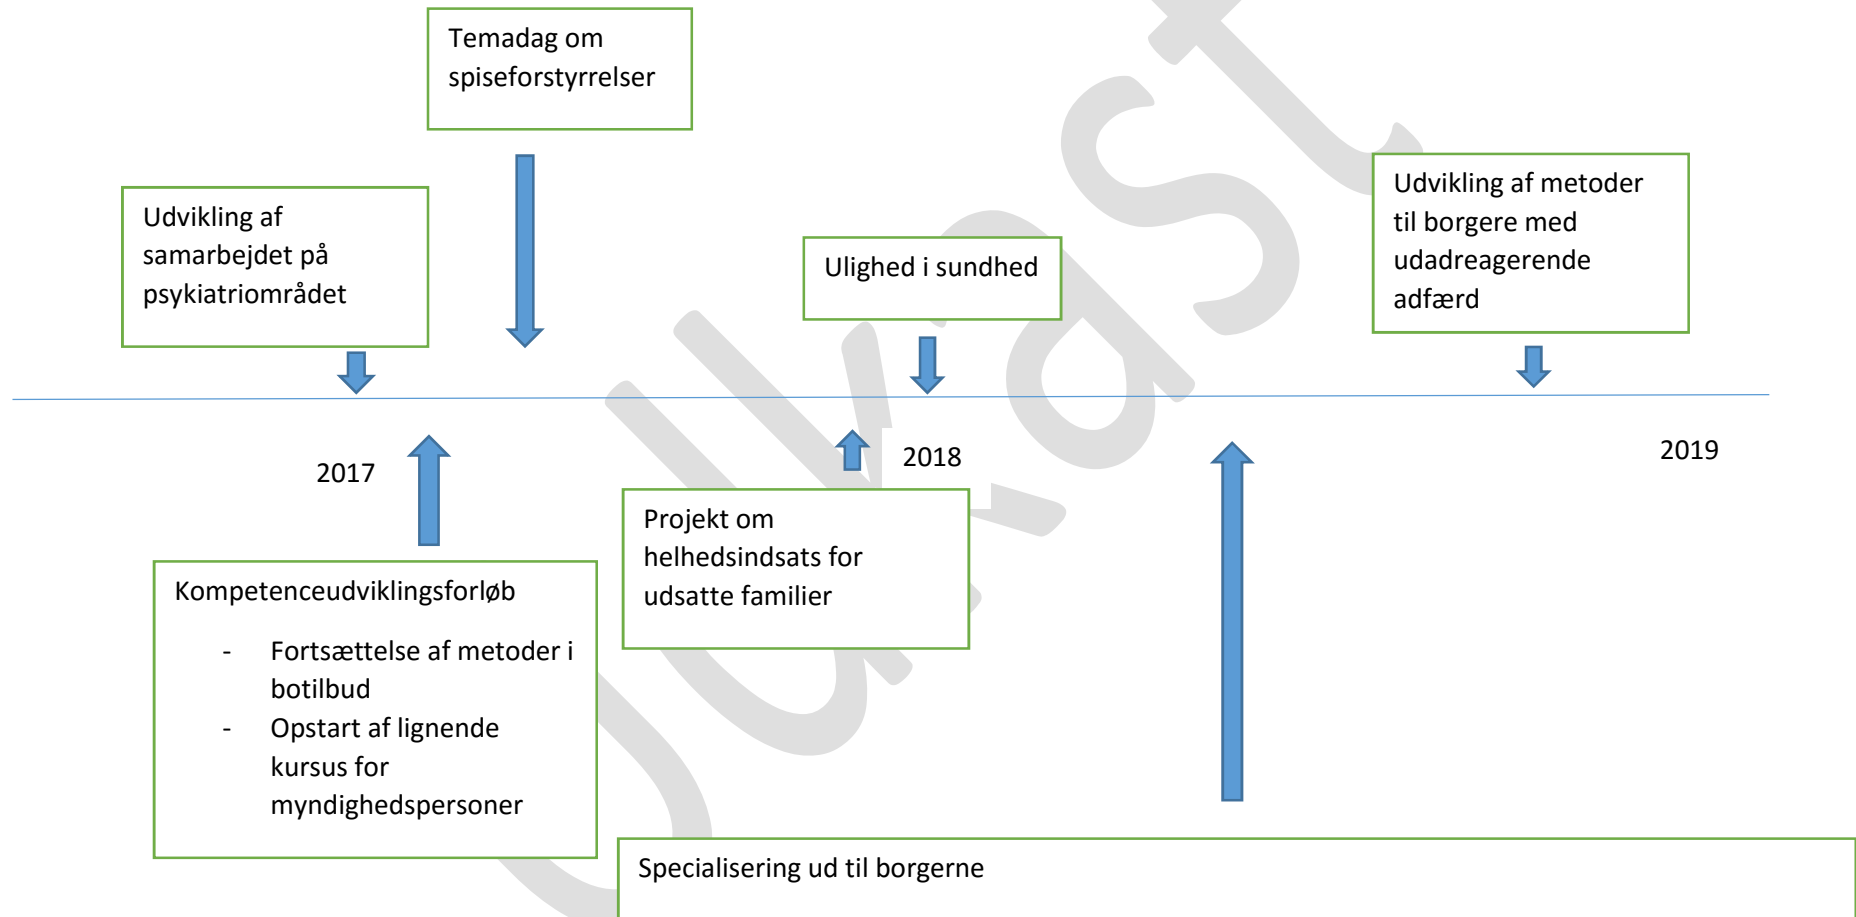 Temadag om
spiseforstyrrelser
Udvikling af
samarbejdet på
psykiatriområdet
Ulighed i sundhed
Udvikling af metoder
til borgere med
udadreagerende
adfærd
2017
2018
2019
Kompetenceudviklingsforløb
- Fortsættelse af metoder i
botilbud
- Opstart af lignende
kursus for
myndighedspersoner
Projekt om
helhedsindsats for
udsatte familier
Specialisering ud til borgerne
Udkast